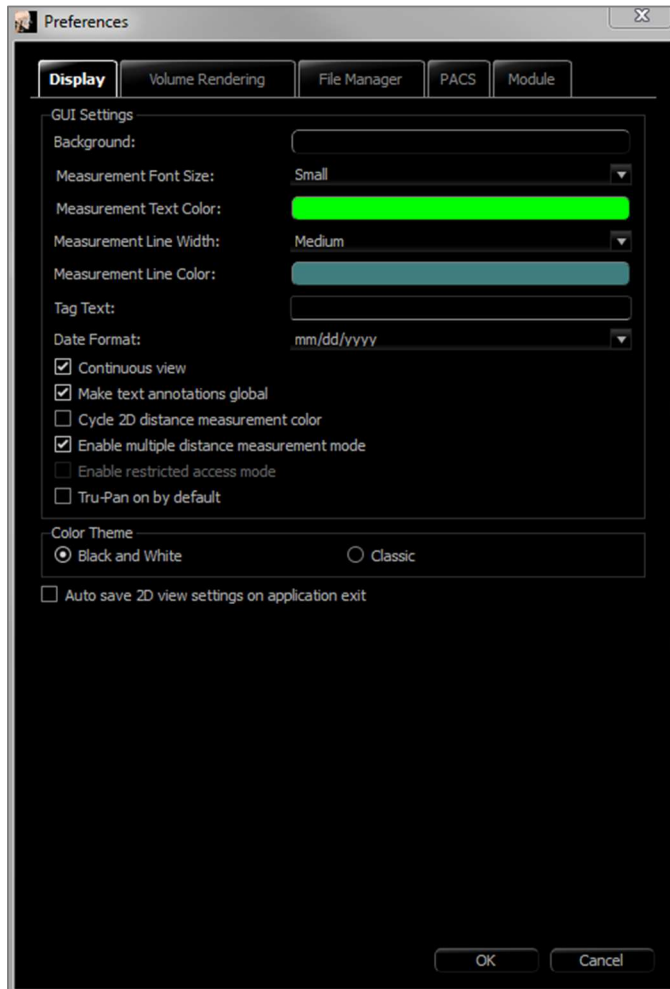 Preferences
Display Volume Rendering File Manager PACS Module
GUI Settings
Background:
Measurement Font Size: Small
Measurement Text Color:
Measurement Line Width: Medium
Measurement Line Color:
Tag Text:
Date Format: mm/dd/yyyy
Continuous view
Make text annotations global
Cycle 2D distance measurement color
Enable multiple distance measurement mode
Enable restricted access mode
Tru-Pan on by default
Color Theme
Black and White Classic
Auto save 2D view settings on application exit
OK Cancel